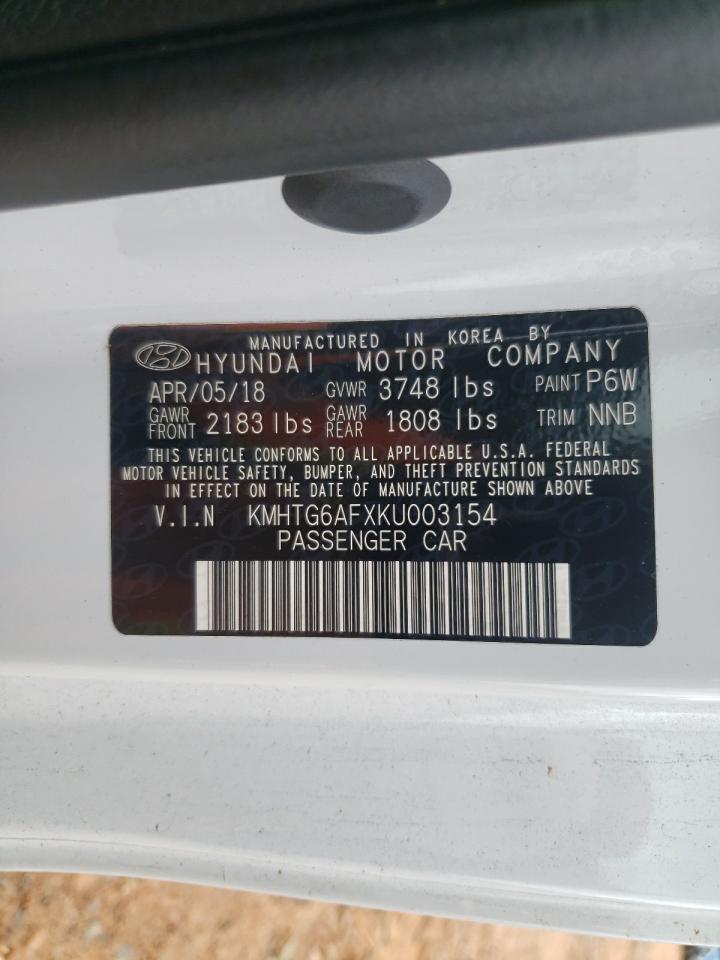 MANUFACTURED IN KOREA BY
HYUNDAI MOTOR COMPANY
APR/05/18 GVWR 3748 lbs PAINT P6W
GAWR FRONT 2183 lbs GAWR REAR 1808 lbs TRIM NNB
THIS VEHICLE CONFORMS TO ALL APPLICABLE U.S.A. FEDERAL
MOTOR VEHICLE SAFETY, BUMPER, AND THEFT PREVENTION STANDARDS
IN EFFECT ON THE DATE OF MANUFACTURE SHOWN ABOVE
V.I.N KMHTG6AFXKU003154
PASSENGER CAR